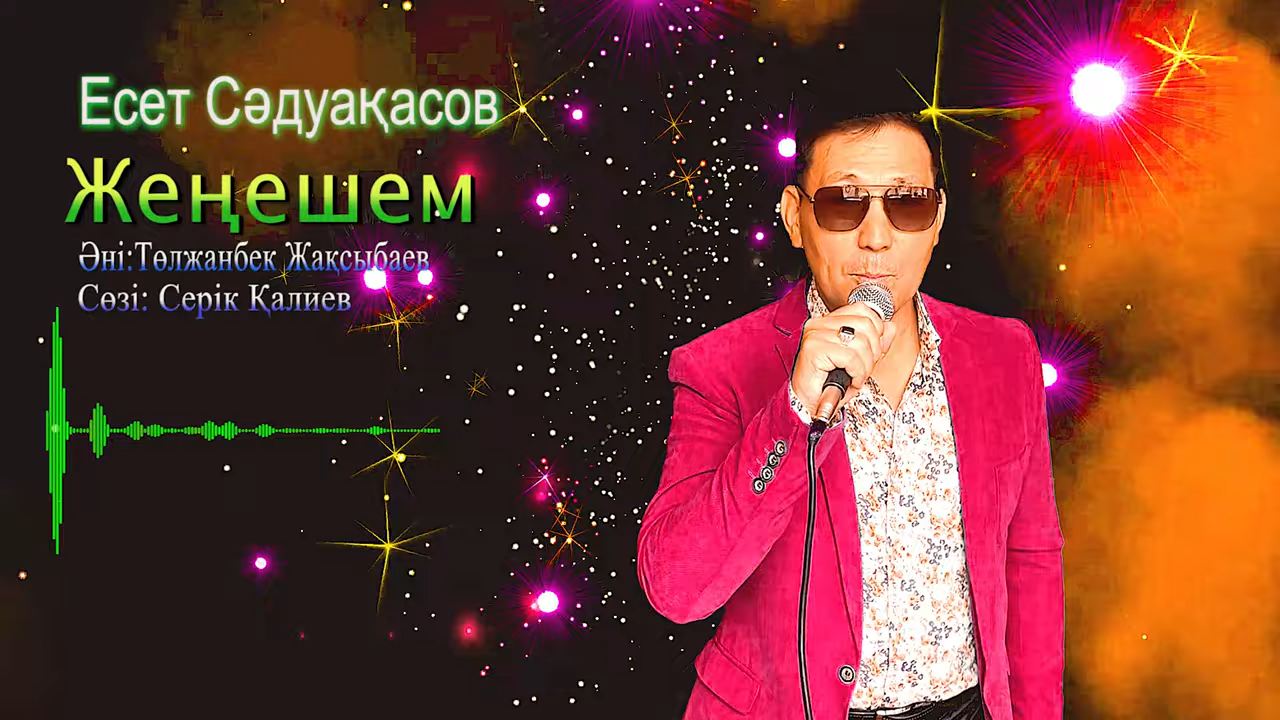 Есет Сәдуақасов
Жеңешем
Әні:Төлжанбек Жақсыбаев
Сөзі: Серік Қалиев